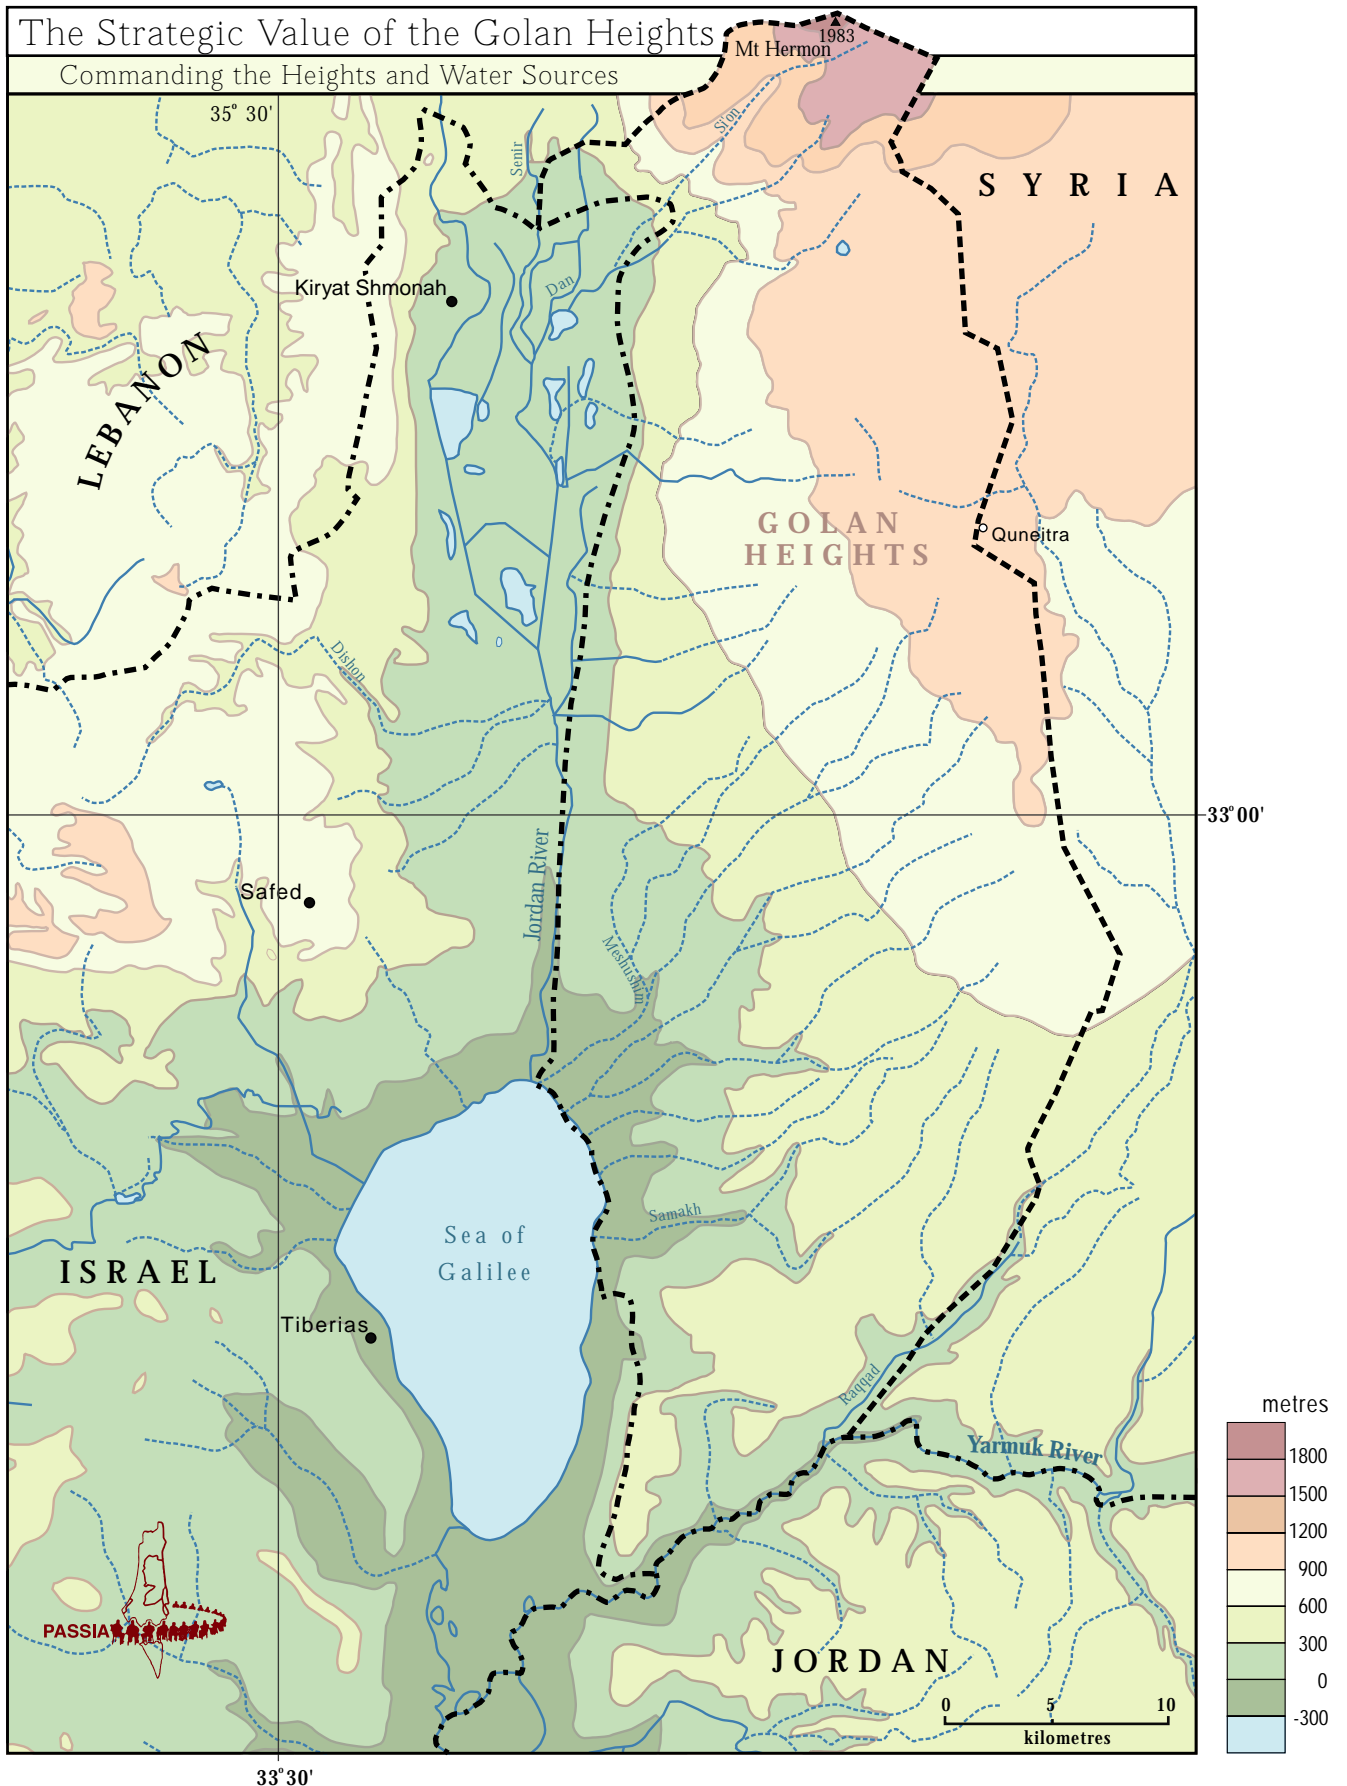 The Strategic Value of the Golan Heights
Commanding the Heights and Water Sources
1983
Mt Hermon
35° 30'
Si'on
Senir
SYRIA
Kiryat Shmonah
Dan
LEBANON
GOLAN
HEIGHTS
Quneitra
Dishon
33°00'
Jordan River
Safed
Meshushim
Samakh
Sea of
Galilee
ISRAEL
Tiberias
Raqqad
Yarmuk River
metres
1800
1500
1200
900
600
300
0
-300
PASSIA
JORDAN
0 5 10
kilometres
33°30'